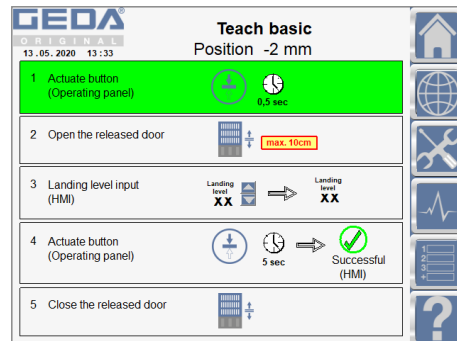 GEDA
ORIGINAL
13.05.2020 13:33
Teach basic
Position -2 mm
1 Actuate button
(Operating panel)
0,5 sec
2 Open the released door
max. 10cm
3 Landing level input
(HMI)
Landing
level
XX
Landing
level
XX
4 Actuate button
(Operating panel)
5 sec
Successful
(HMI)
5 Close the released door
1
2
3
+
?